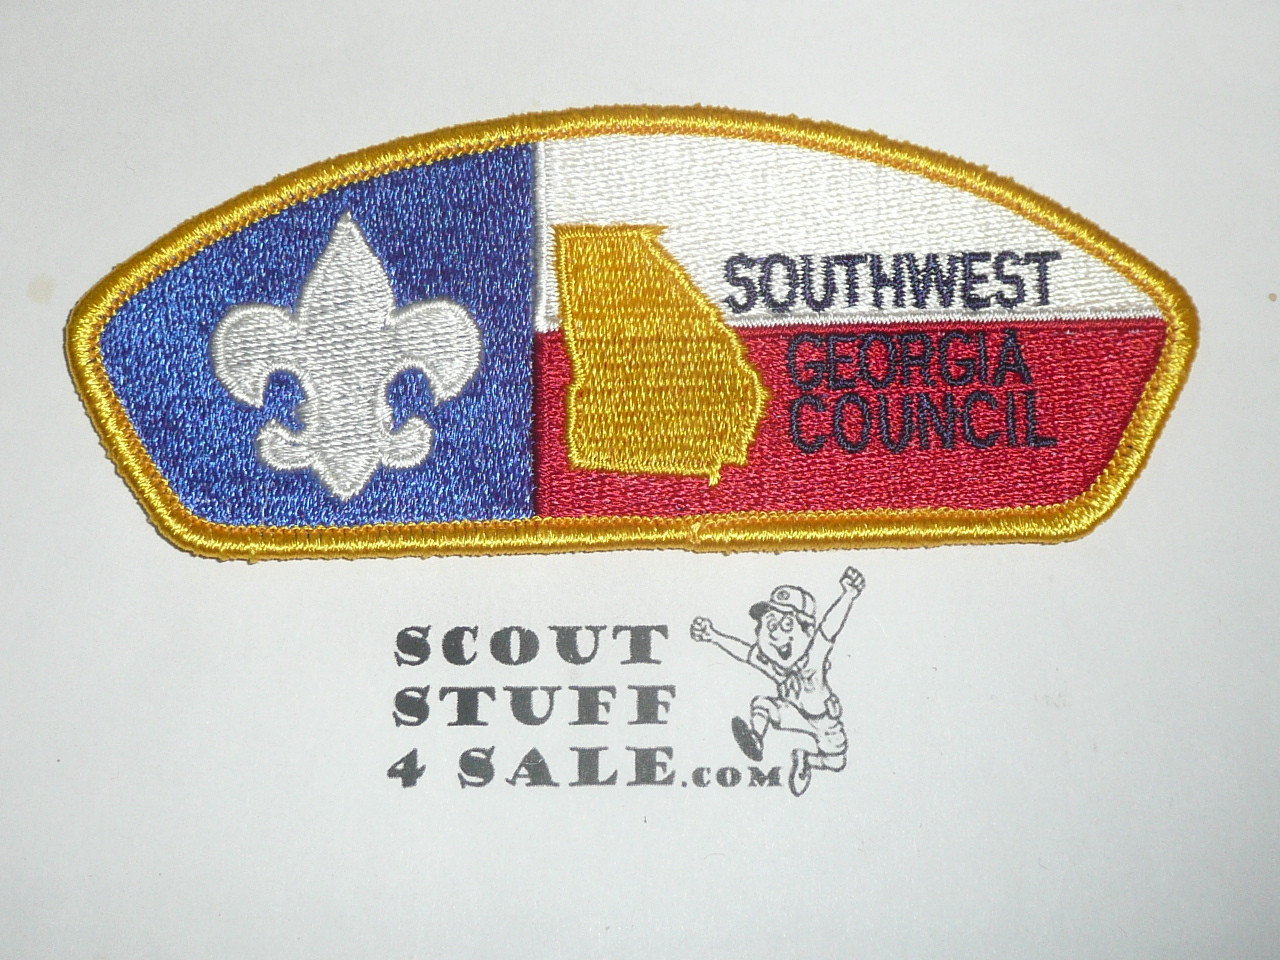 SOUTHWEST
GEORGIA
COUNCIL
SCOUT
STUFF
4 SALE.COM